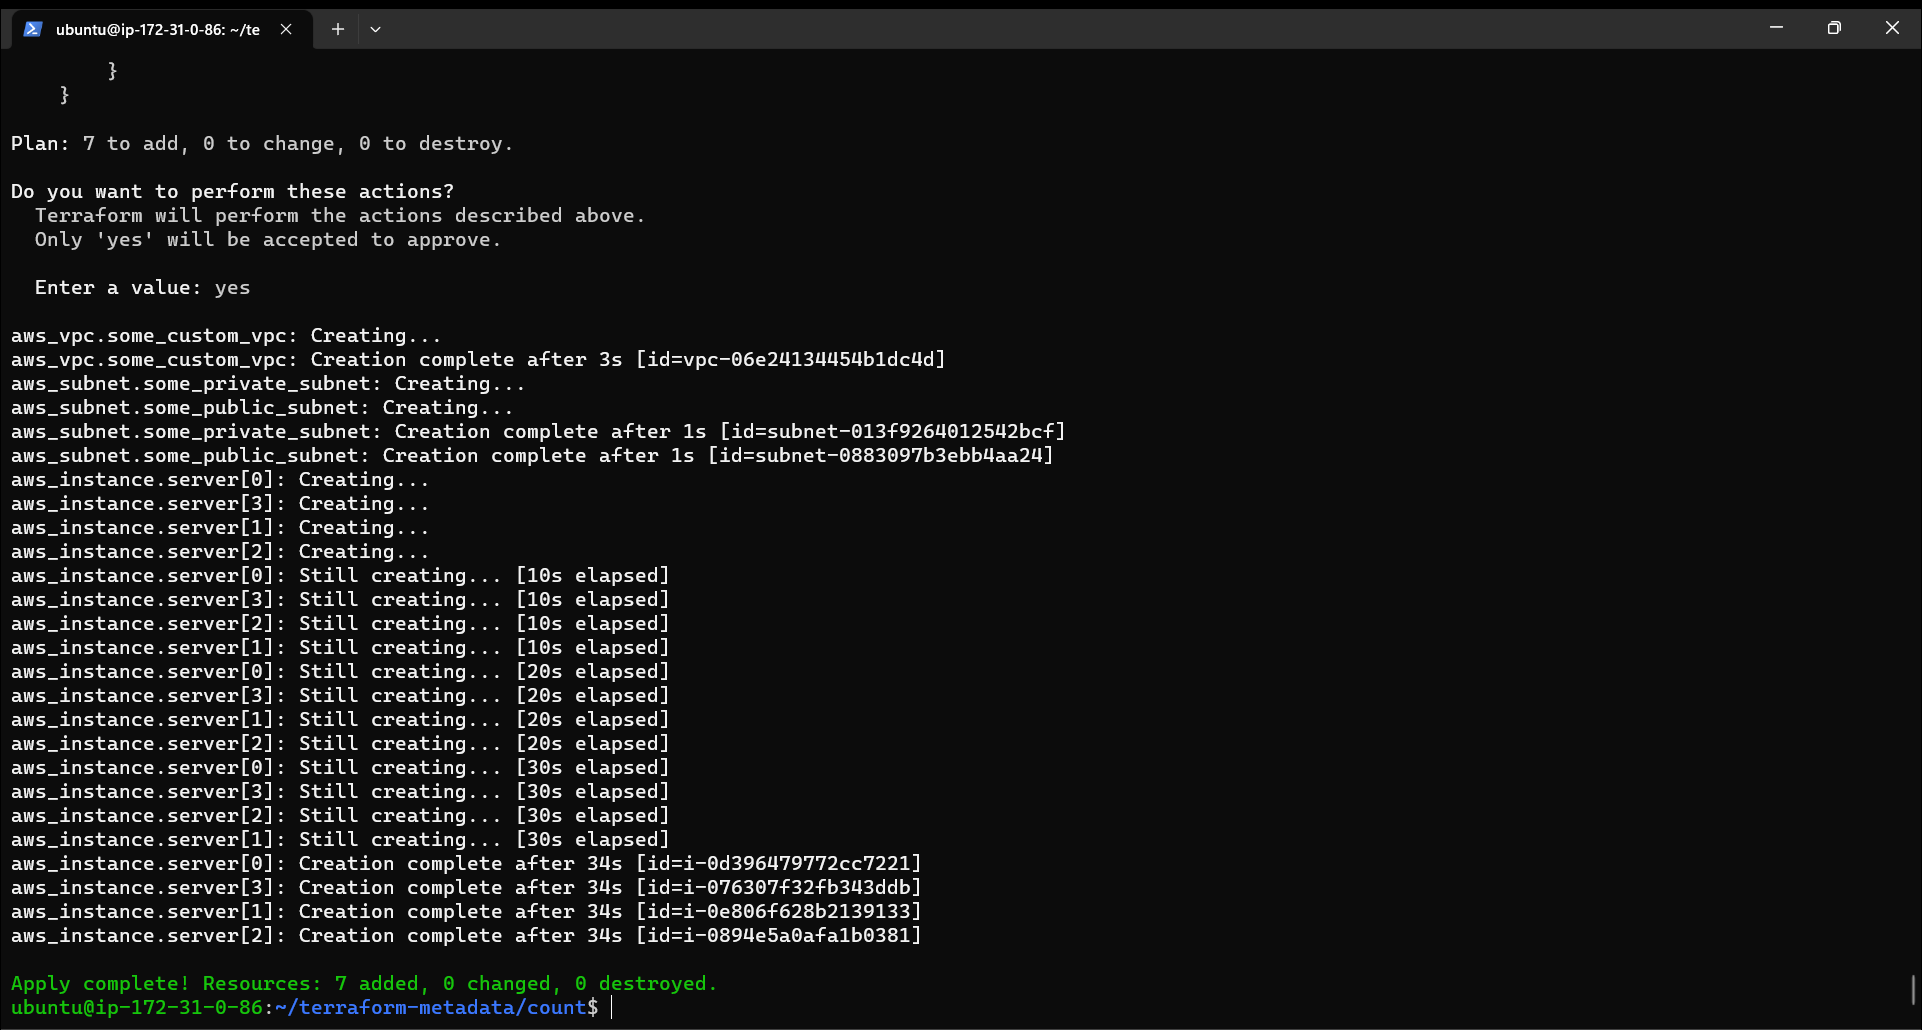 ubuntu@ip-172-31-0-86: ~/te
        }
    }
Plan: 7 to add, 0 to change, 0 to destroy.
Do you want to perform these actions?
  Terraform will perform the actions described above.
  Only 'yes' will be accepted to approve.
  Enter a value: yes
aws_vpc.some_custom_vpc: Creating...
aws_vpc.some_custom_vpc: Creation complete after 3s [id=vpc-06e24134454b1dc4d]
aws_subnet.some_private_subnet: Creating...
aws_subnet.some_public_subnet: Creating...
aws_subnet.some_private_subnet: Creation complete after 1s [id=subnet-013f9264012542bcf]
aws_subnet.some_public_subnet: Creation complete after 1s [id=subnet-0883097b3ebb4aa24]
aws_instance.server[0]: Creating...
aws_instance.server[3]: Creating...
aws_instance.server[1]: Creating...
aws_instance.server[2]: Creating...
aws_instance.server[0]: Still creating... [10s elapsed]
aws_instance.server[3]: Still creating... [10s elapsed]
aws_instance.server[2]: Still creating... [10s elapsed]
aws_instance.server[1]: Still creating... [10s elapsed]
aws_instance.server[0]: Still creating... [20s elapsed]
aws_instance.server[3]: Still creating... [20s elapsed]
aws_instance.server[1]: Still creating... [20s elapsed]
aws_instance.server[2]: Still creating... [20s elapsed]
aws_instance.server[0]: Still creating... [30s elapsed]
aws_instance.server[3]: Still creating... [30s elapsed]
aws_instance.server[2]: Still creating... [30s elapsed]
aws_instance.server[1]: Still creating... [30s elapsed]
aws_instance.server[0]: Creation complete after 34s [id=i-0d396479772cc7221]
aws_instance.server[3]: Creation complete after 34s [id=i-076307f32fb343ddb]
aws_instance.server[1]: Creation complete after 34s [id=i-0e806f628b2139133]
aws_instance.server[2]: Creation complete after 34s [id=i-0894e5a0afa1b0381]
Apply complete! Resources: 7 added, 0 changed, 0 destroyed.
ubuntu@ip-172-31-0-86:~/terraform-metadata/count$